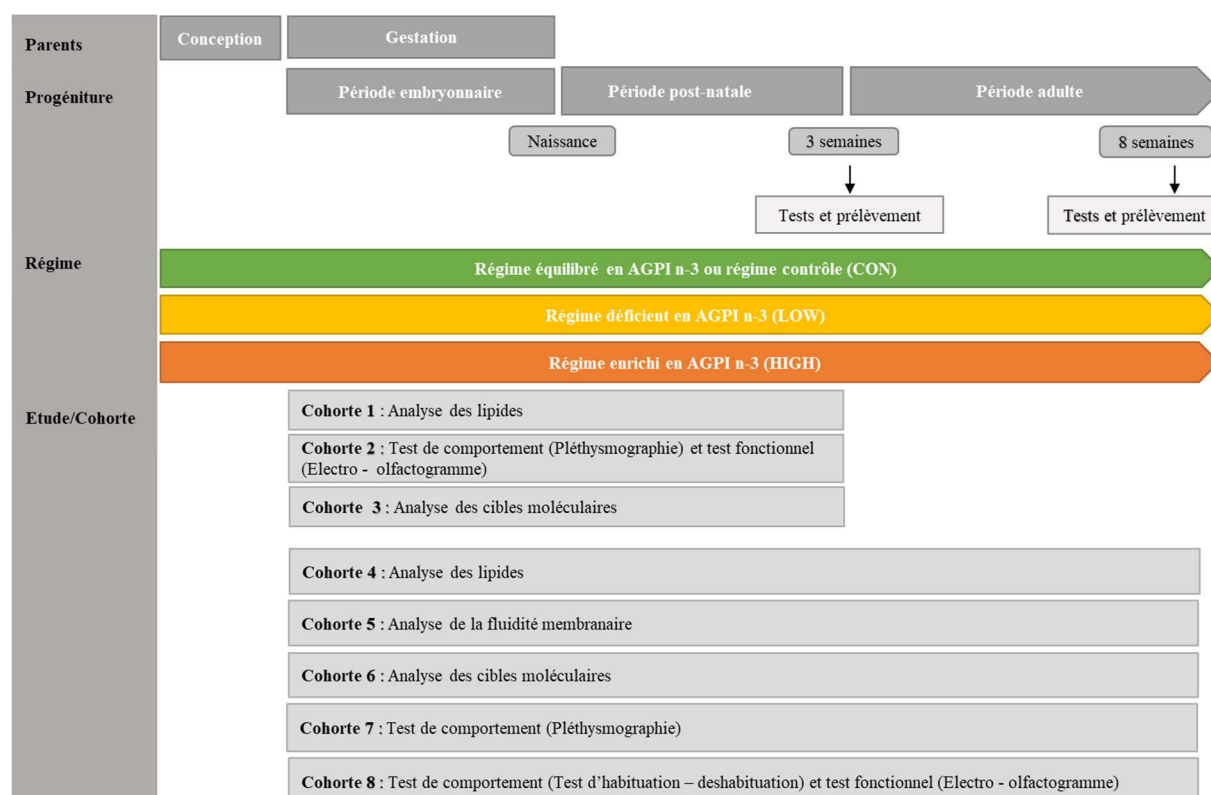 Parents
Conception
Gestation
Progéniture
Période embryonnaire
Période post-natale
Période adulte
Naissance
3 semaines
8 semaines
Tests et prélèvement
Tests et prélèvement
Régime
Régime équilibré en AGPI n-3 ou régime contrôle (CON)
Régime déficient en AGPI n-3 (LOW)
Régime enrichi en AGPI n-3 (HIGH)
Etude/Cohorte
Cohorte 1 : Analyse des lipides
Cohorte 2 : Test de comportement (Pléthysmographie) et test fonctionnel
(Electro - olfactogramme)
Cohorte 3 : Analyse des cibles moléculaires
Cohorte 4 : Analyse des lipides
Cohorte 5 : Analyse de la fluidité membranaire
Cohorte 6 : Analyse des cibles moléculaires
Cohorte 7 : Test de comportement (Pléthysmographie)
Cohorte 8 : Test de comportement (Test d'habituation – deshabituation) et test fonctionnel (Electro - olfactogramme)